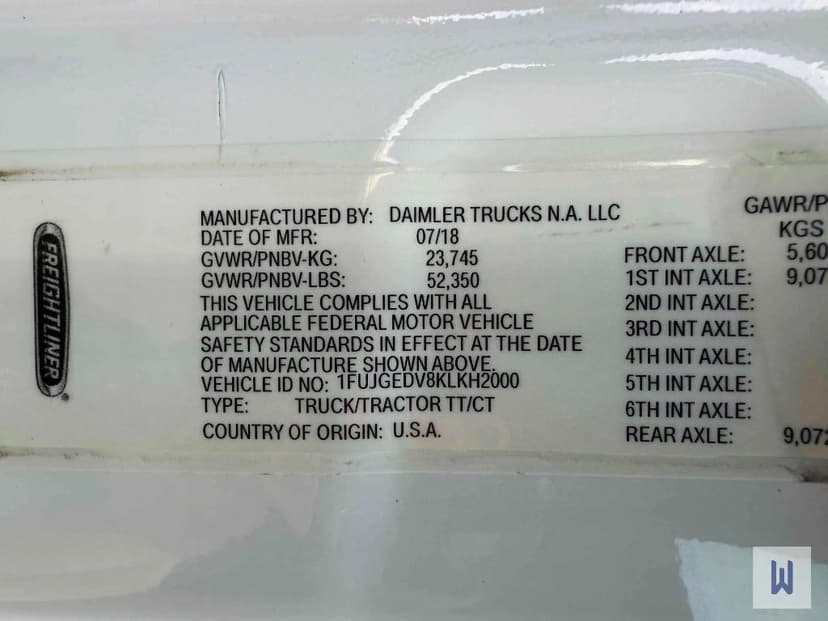 FREIGHTLINER®
MANUFACTURED BY: DAIMLER TRUCKS N.A. LLC
DATE OF MFR: 07/18
GVWR/PNBV-KG: 23,745
GVWR/PNBV-LBS: 52,350
THIS VEHICLE COMPLIES WITH ALL
APPLICABLE FEDERAL MOTOR VEHICLE
SAFETY STANDARDS IN EFFECT AT THE DATE
OF MANUFACTURE SHOWN ABOVE.
VEHICLE ID NO: 1FUJGEDV8KLKH2000
TYPE: TRUCK/TRACTOR TT/CT
COUNTRY OF ORIGIN: U.S.A.
GAWR/P
KGS
FRONT AXLE: 5,60
1ST INT AXLE: 9,07
2ND INT AXLE:
3RD INT AXLE:
4TH INT AXLE:
5TH INT AXLE:
6TH INT AXLE:
REAR AXLE: 9,072
W